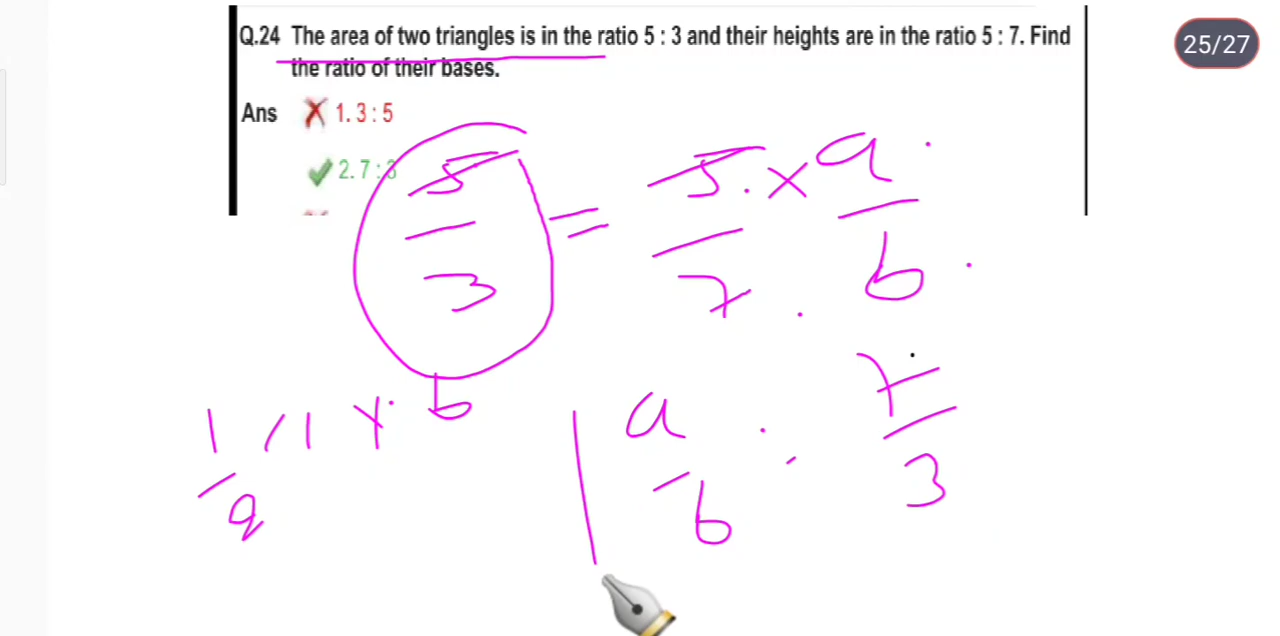 25/27
Q.24 The area of two triangles is in the ratio 5 : 3 and their heights are in the ratio 5 : 7. Find
the ratio of their bases.
Ans 1. 3 : 5
2. 7 : 3
5/3 = 5/7 × a/b
b
a/b 7/3